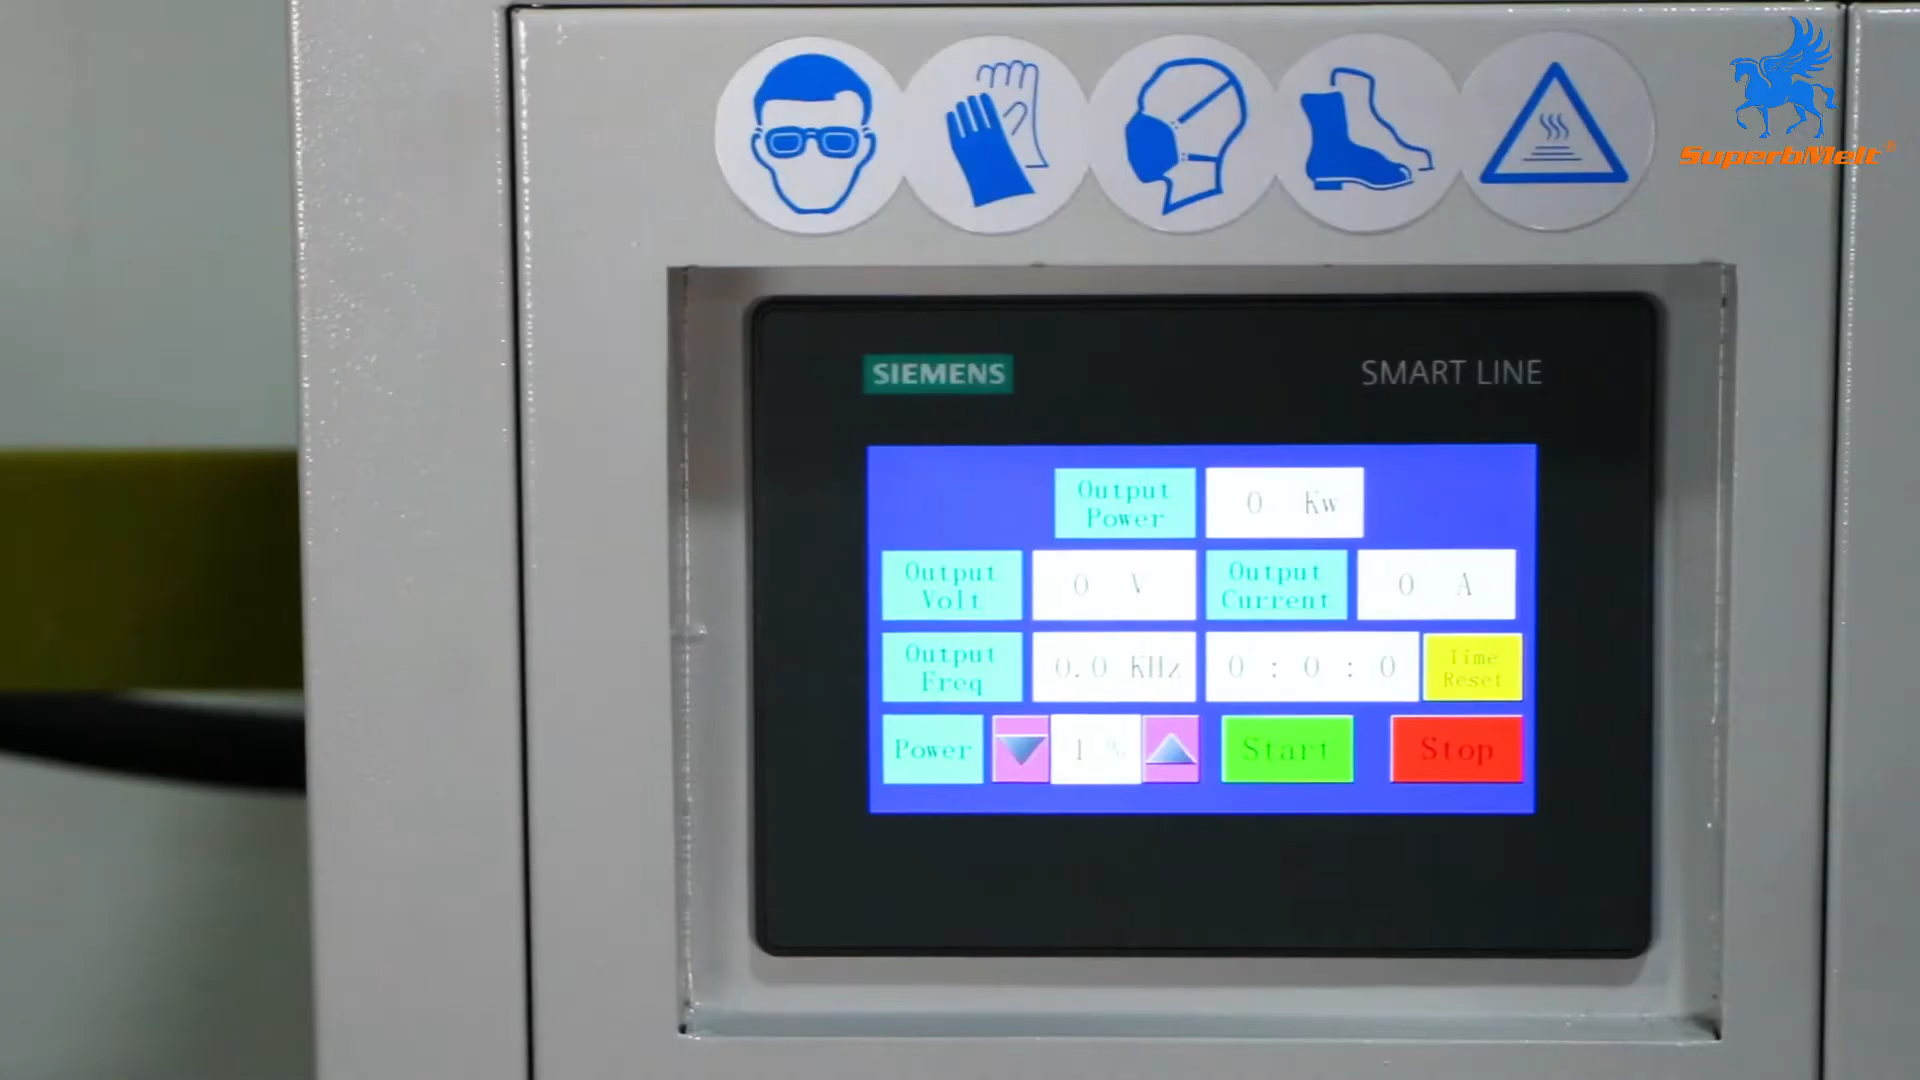 SuperbMelt®
SIEMENS
SMART LINE
Output
Power
0 Kw
Output
Volt
0 V
Output
Current
0 A
Output
Freq
0.0 KHz
0 : 0 : 0
Time
Reset
Power
1 %
Start
Stop